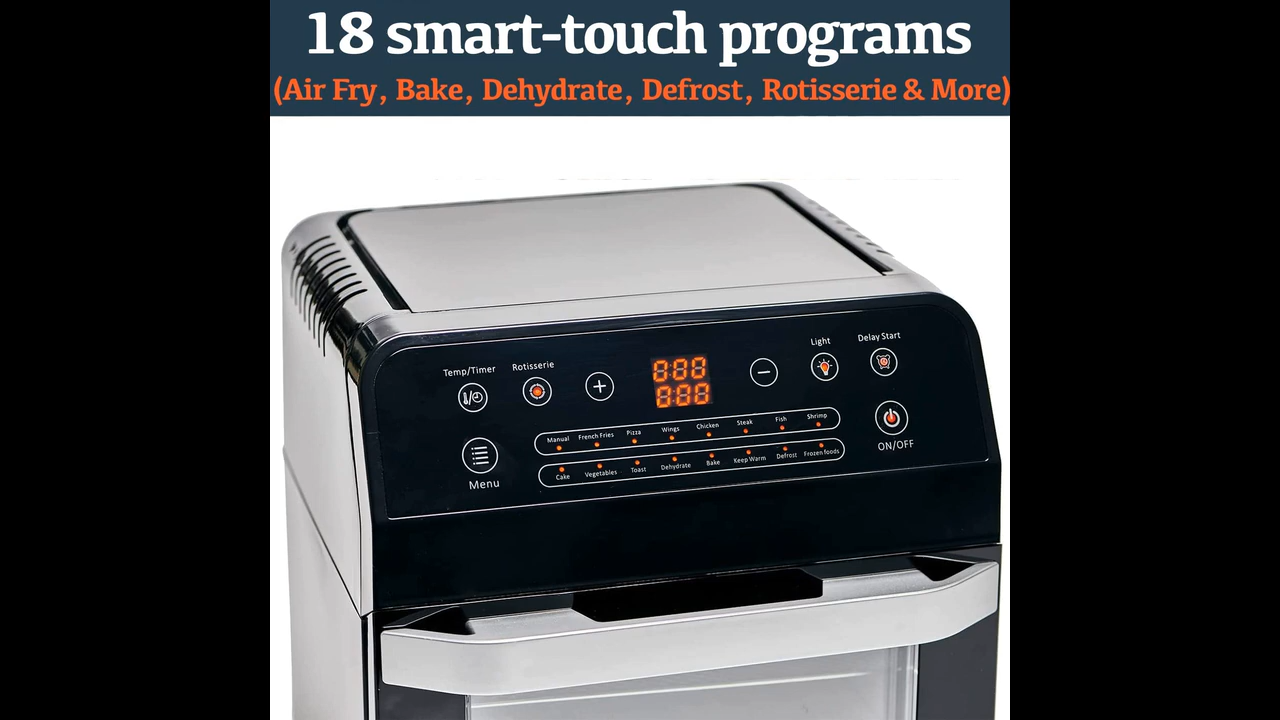 18 smart-touch programs
(Air Fry, Bake, Dehydrate, Defrost, Rotisserie & More)
Temp/Timer Rotisserie Light Delay Start
888
8:88
Manual French Fries Pizza Wings Chicken Steak Fish Shrimp
Cake Vegetables Toast Dehydrate Bake Keep Warm Defrost Frozen foods
Menu
ON/OFF